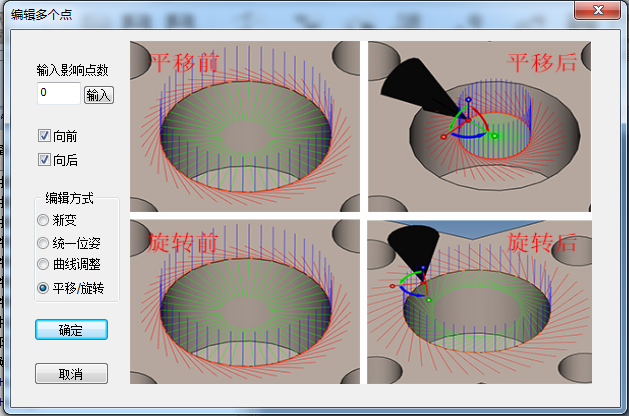 编辑多个点
输入影响点数
0
输入
向前
向后
编辑方式
渐变
统一位姿
曲线调整
平移/旋转
确定
取消
平移前
平移后
旋转前
旋转后